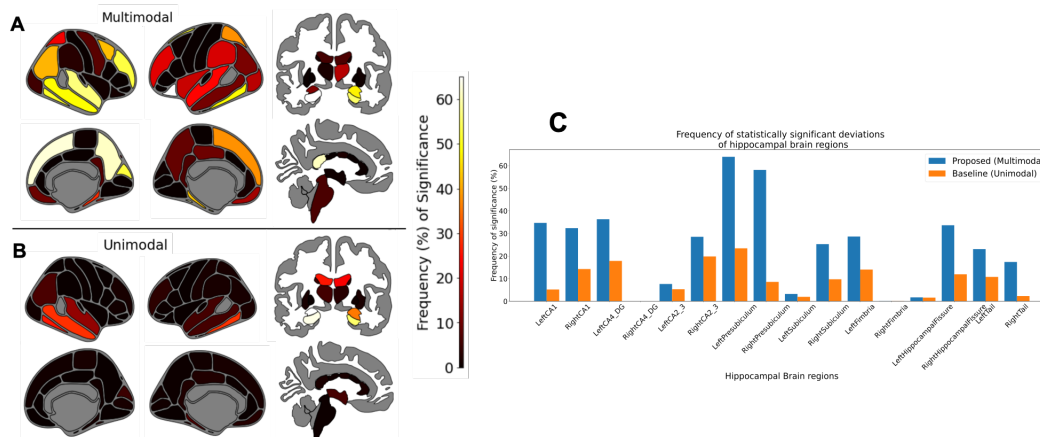 A
Multimodal
B
Unimodal
60
50
40
30
20
10
0
Frequency (%) of Significance
C
Frequency of statistically significant deviations
of hippocampal brain regions
Proposed (Multimodal
Baseline (Unimodal)
Frequency of significance (%)
60
50
40
30
20
10
0
LeftCA1
RightCA1
LeftCA4_DG
RightCA4_DG
LeftCA2_3
RightCA2_3
LeftPresubiculum
RightPresubiculum
LeftSubiculum
RightSubiculum
LeftFimbria
RightFimbria
LeftHippocampalFissure
RightHippocampalFissure
LeftTail
RightTail
Hippocampal Brain regions